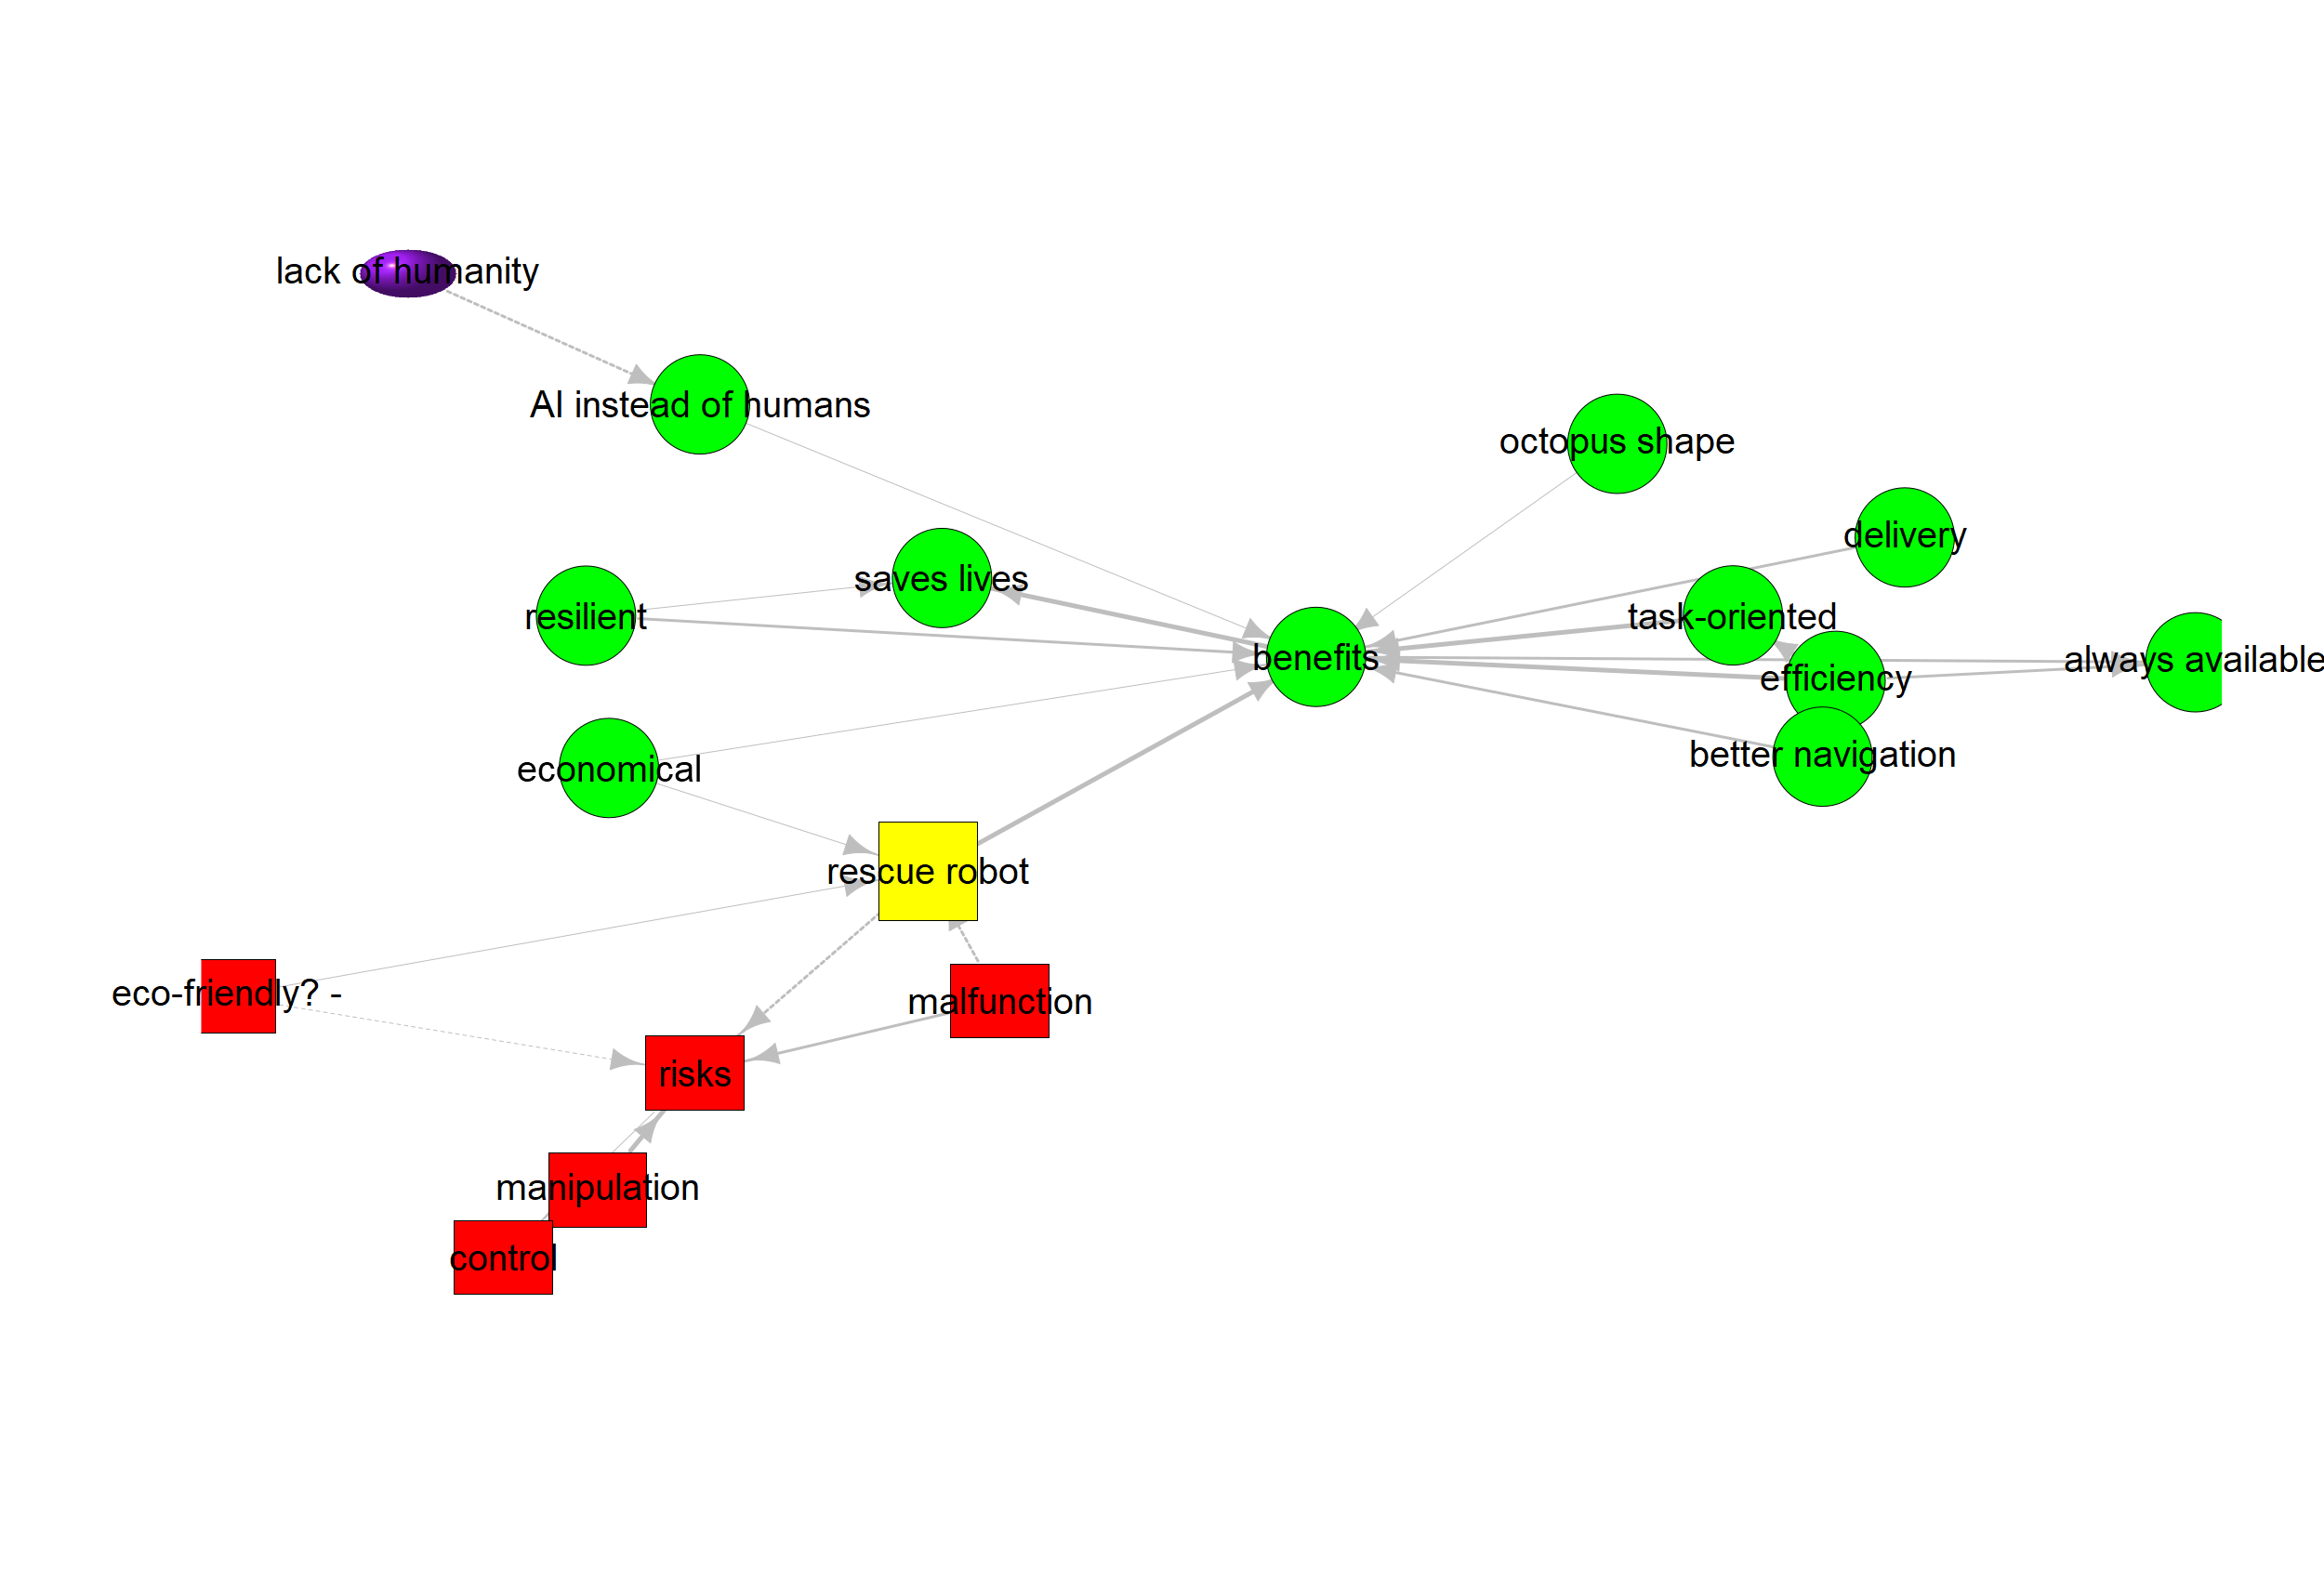 lack of humanity
AI instead of humans
octopus shape
delivery
saves lives
resilient
task-oriented
benefits
always available
efficiency
better navigation
economical
rescue robot
eco-friendly? -
malfunction
risks
manipulation
control